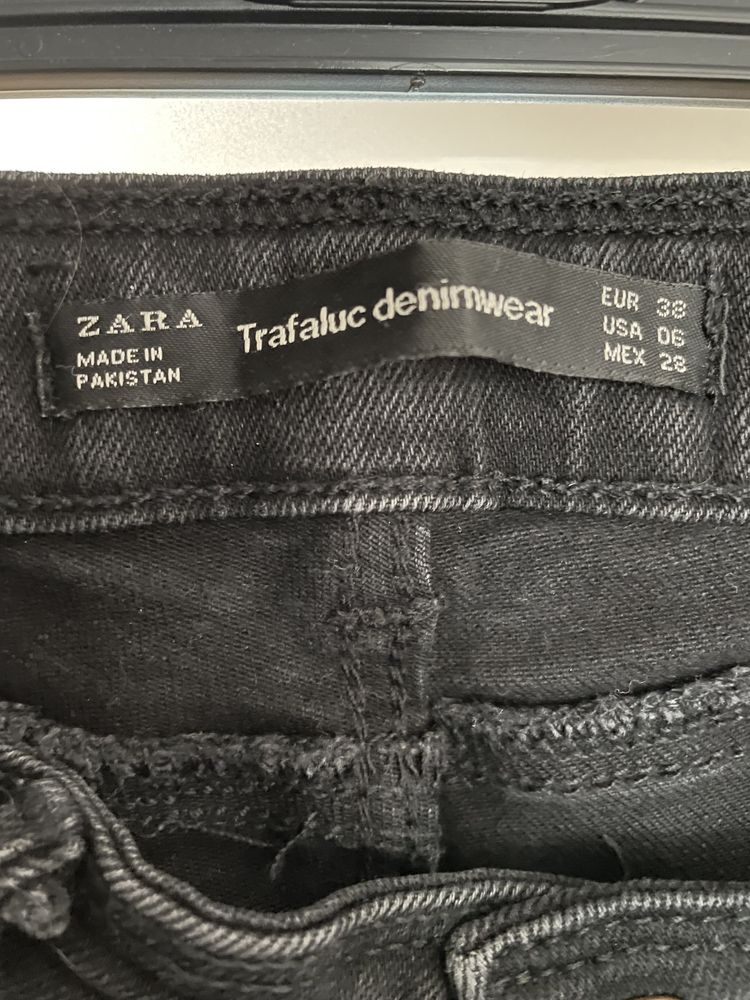 ZARA
MADE IN
PAKISTAN
Trafaluc denimwear
EUR 38
USA 06
MEX 28